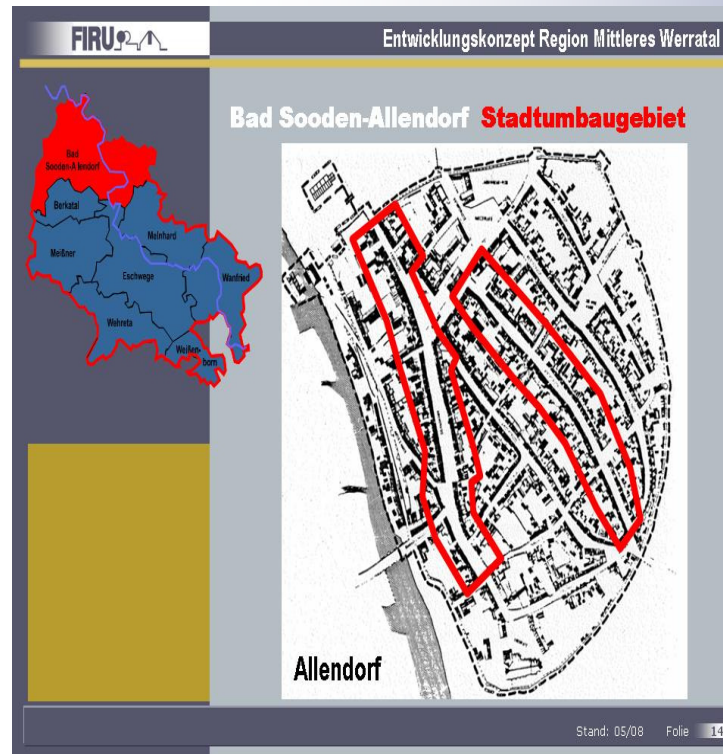 FIRU
Entwicklungskonzept Region Mittleres Werratal
Bad Sooden-Allendorf Stadtumbaugebiet
Bad
Sooden-Allendorf
Berkatal
Meißner
Meinhard
Eschwege
Wanfried
Wehreta
Weißen-
born
Allendorf
Stand: 05/08 Folie 14